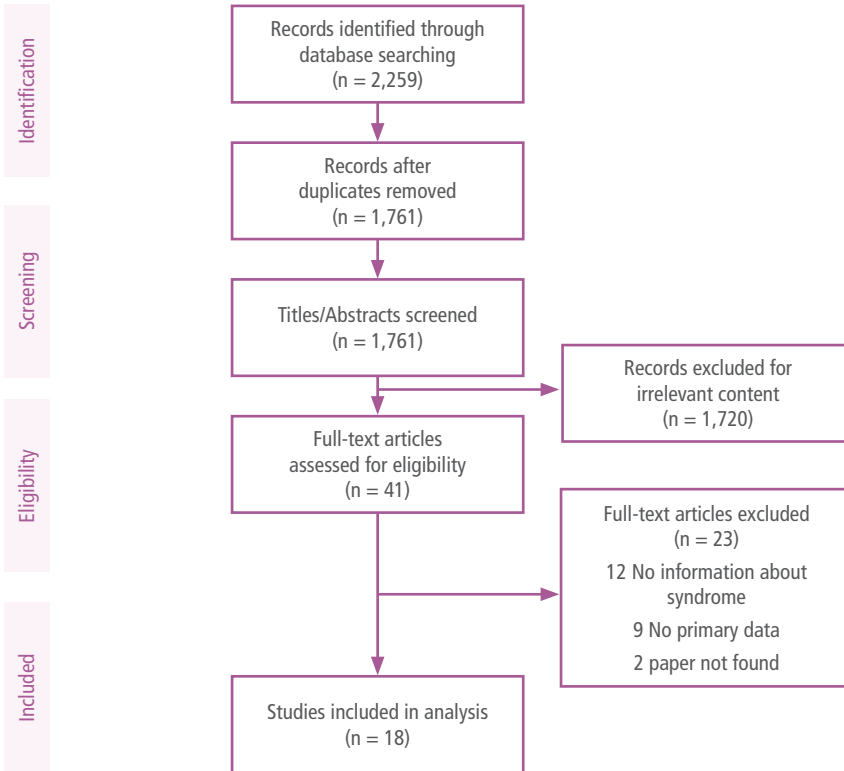 Identification
Records identified through
database searching
(n = 2,259)
Records after
duplicates removed
(n = 1,761)
Screening
Titles/Abstracts screened
(n = 1,761)
Records excluded for
irrelevant content
(n = 1,720)
Eligibility
Full-text articles
assessed for eligibility
(n = 41)
Full-text articles excluded
(n = 23)
12 No information about
syndrome
9 No primary data
2 paper not found
Included
Studies included in analysis
(n = 18)